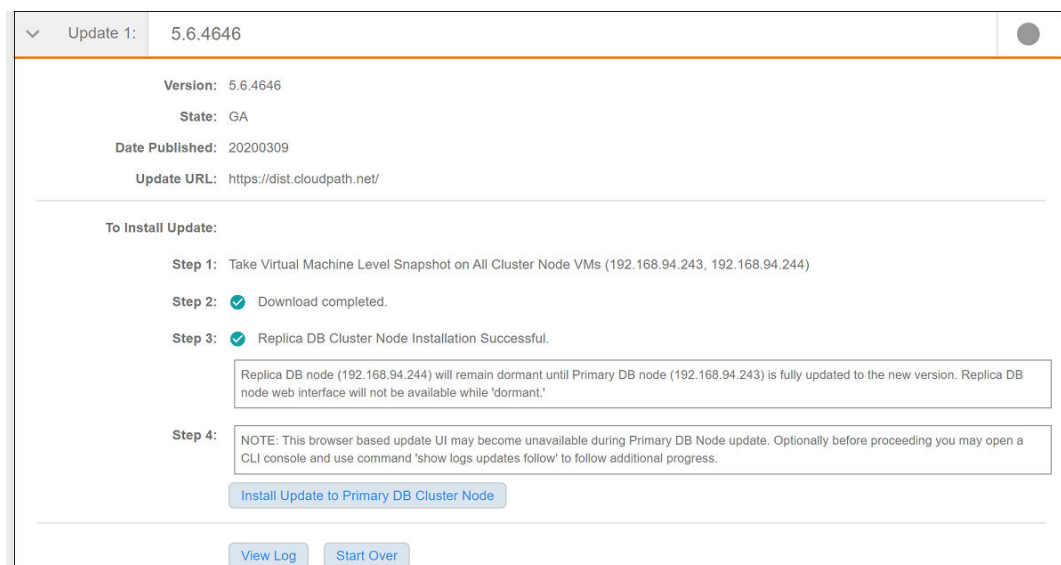 Update 1: 5.6.4646
Version: 5.6.4646
State: GA
Date Published: 20200309
Update URL: https://dist.cloudpath.net/
To Install Update:
Step 1: Take Virtual Machine Level Snapshot on All Cluster Node VMs (192.168.94.243, 192.168.94.244)
Step 2: Download completed.
Step 3: Replica DB Cluster Node Installation Successful.
Replica DB node (192.168.94.244) will remain dormant until Primary DB node (192.168.94.243) is fully updated to the new version. Replica DB
node web interface will not be available while 'dormant.'
Step 4: NOTE: This browser based update UI may become unavailable during Primary DB Node update. Optionally before proceeding you may open a
CLI console and use command 'show logs updates follow' to follow additional progress.
Install Update to Primary DB Cluster Node
View Log Start Over